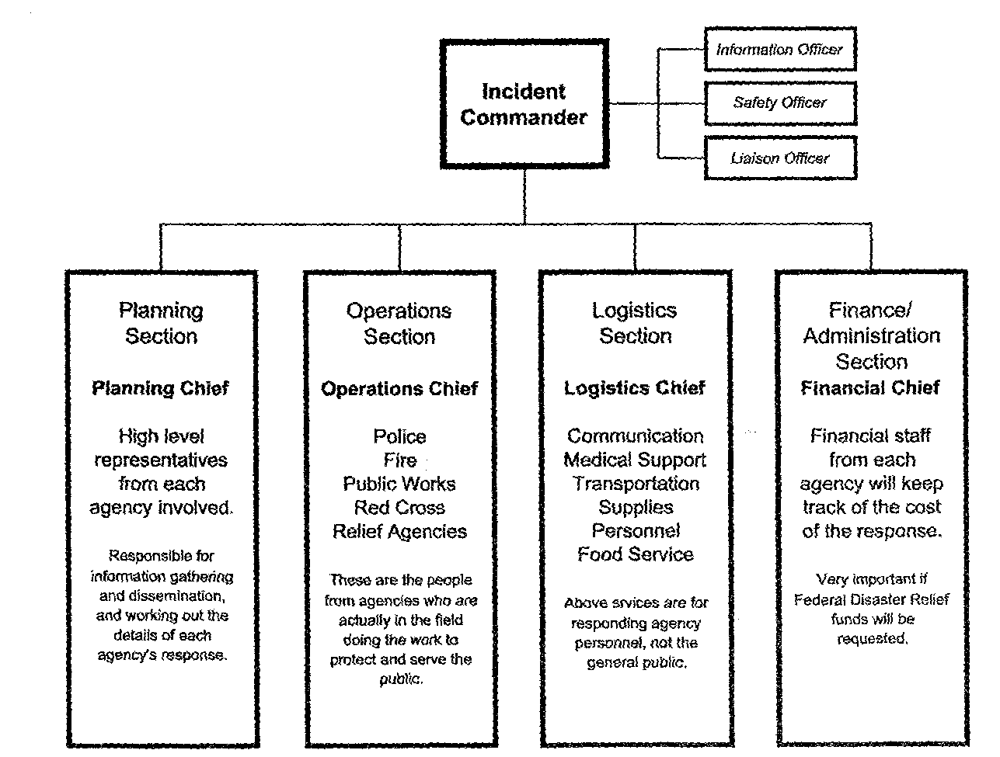 Information Officer
Incident
Commander
Safety Officer
Liaison Officer
Planning
Section
Planning Chief
High level
representatives
from each
agency involved.
Responsible for
information gathering
and dissemination,
and working out the
details of each
agency's response.
Operations
Section
Operations Chief
Police
Fire
Public Works
Red Cross
Relief Agencies
These are the people
from agencies who are
actually in the field
doing the work to
protect and serve the
public.
Logistics
Section
Logistics Chief
Communication
Medical Support
Transportation
Supplies
Personnel
Food Service
Above srvices are for
responding agency
personnel, not the
general public.
Finance/
Administration
Section
Financial Chief
Financial staff
from each
agency will keep
track of the cost
of the response.
Very important if
Federal Disaster Relief
funds will be
requested.